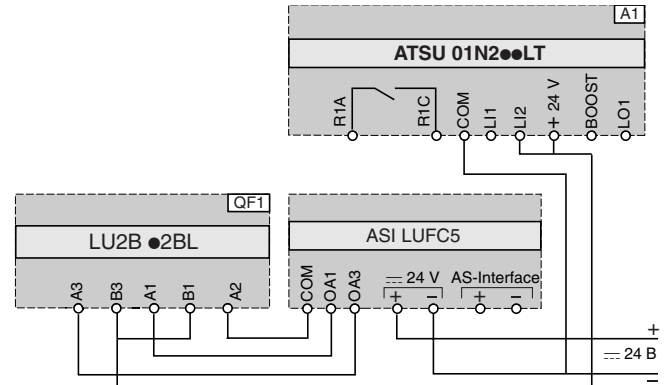 A1
ATSU 01N2●●LT
R1A R1C COM LI1 LI2 + 24 V BOOST LO1
QF1
LU2B ●2BL
ASI LUFC5
A3 B3 A1 B1 A2
COM OA1 OA3
24 V AS-Interface
+ – + –
+
24 В
–